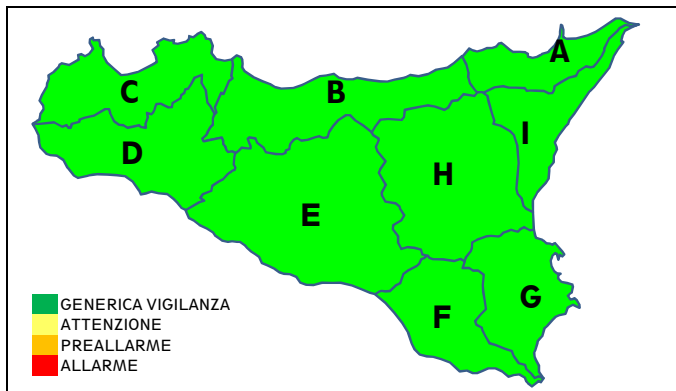 A
C
B
I
D
H
E
G
F
GENERICA VIGILANZA
ATTENZIONE
PREALLARME
ALLARME